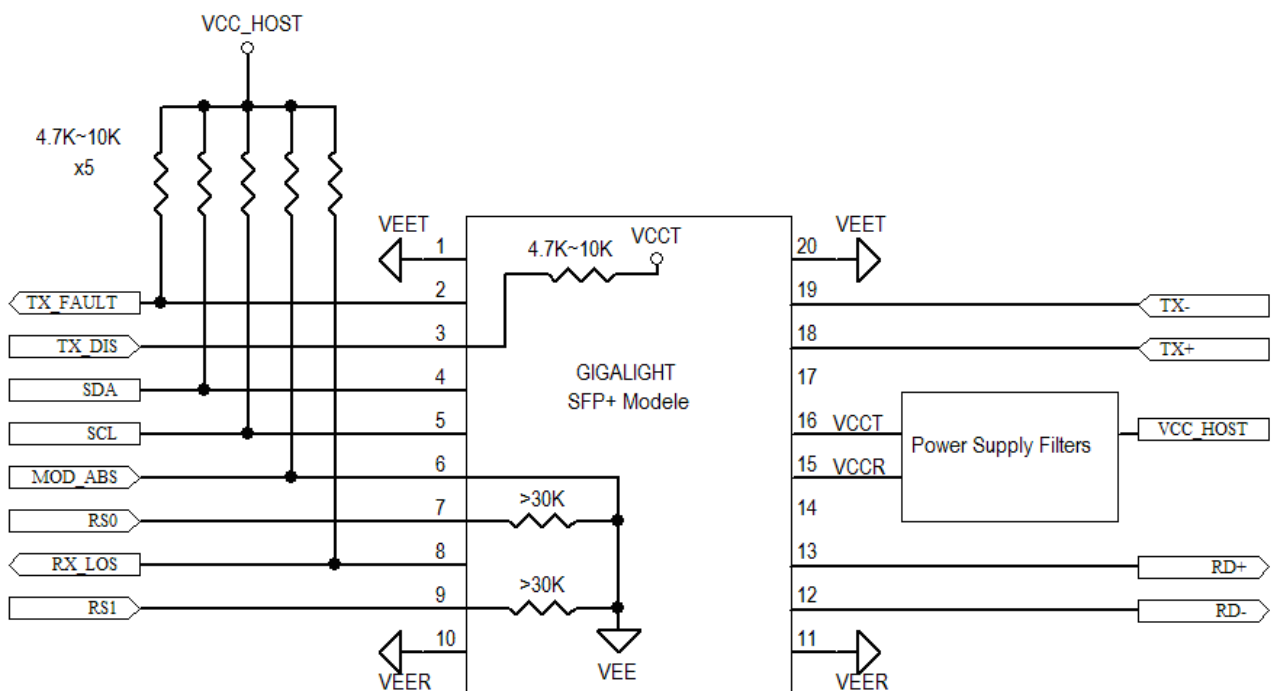 VCC_HOST
4.7K~10K
x5
VEET
1
4.7K~10K
VCCT
20
VEET
TX_FAULT
2
19
TX-
TX_DIS
3
18
TX+
SDA
4
GIGALIGHT
SFP+ Modele
17
SCL
5
16
VCCT
Power Supply Filters
VCC_HOST
MOD_ABS
6
15
VCCR
RS0
7
>30K
14
RX_LOS
8
13
RD+
RS1
9
>30K
12
RD-
10
VEER
VEE
11
VEER